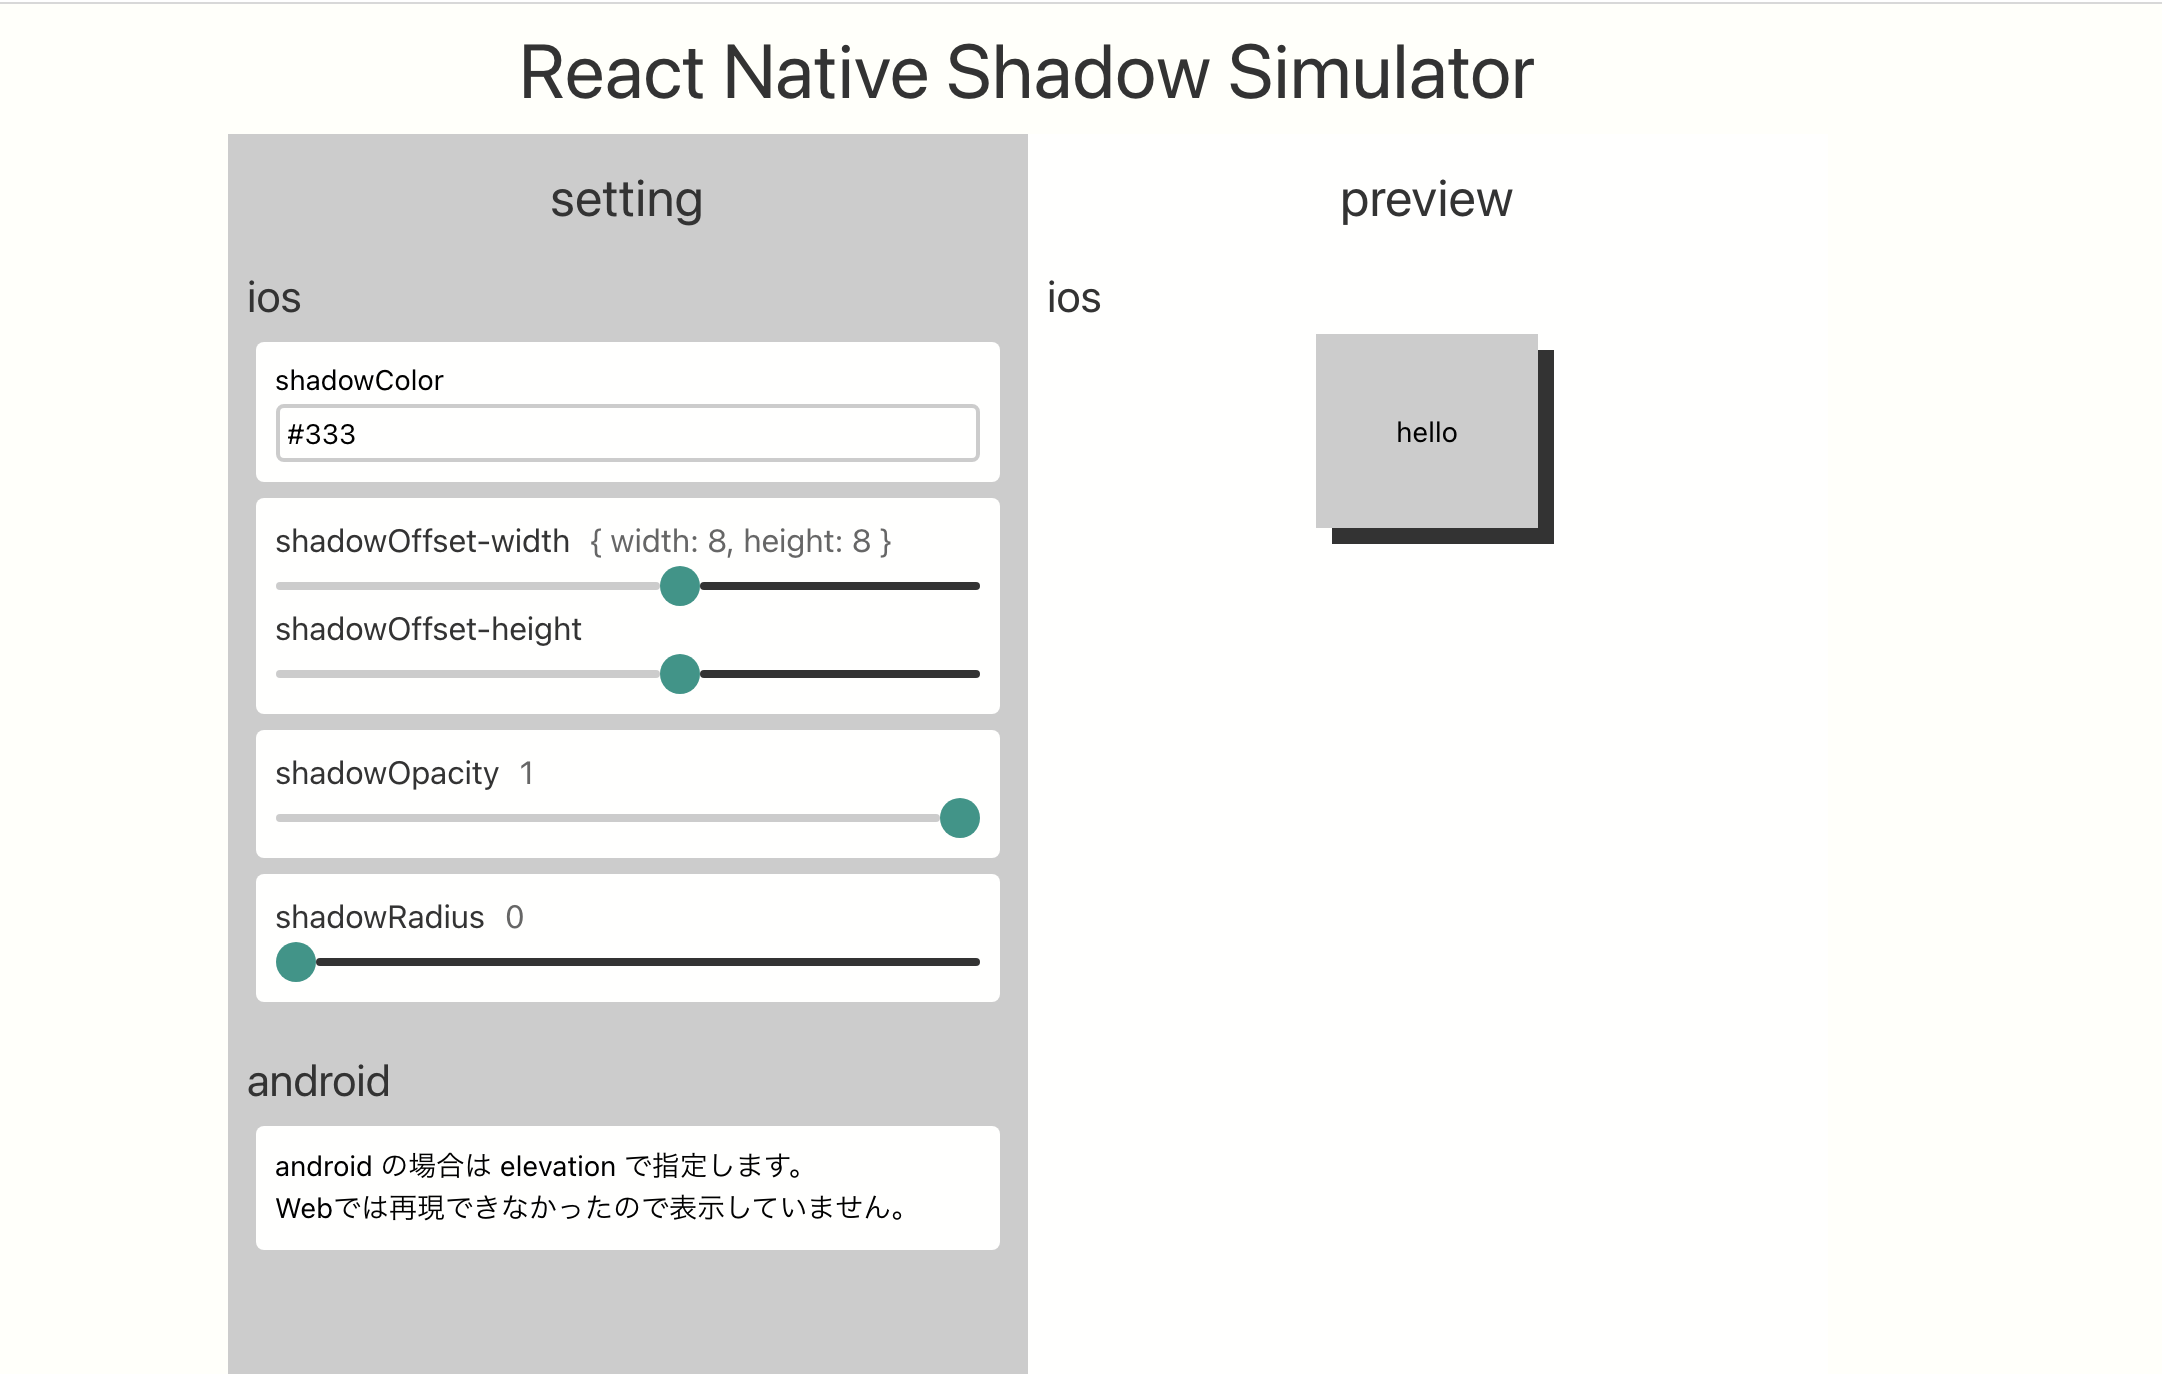 React Native Shadow Simulator
setting
ios
shadowColor
#333
shadowOffset-width { width: 8, height: 8 }
shadowOffset-height
shadowOpacity 1
shadowRadius 0
android
android の場合は elevation で指定します。
Webでは再現できなかったので表示していません。
preview
ios
hello